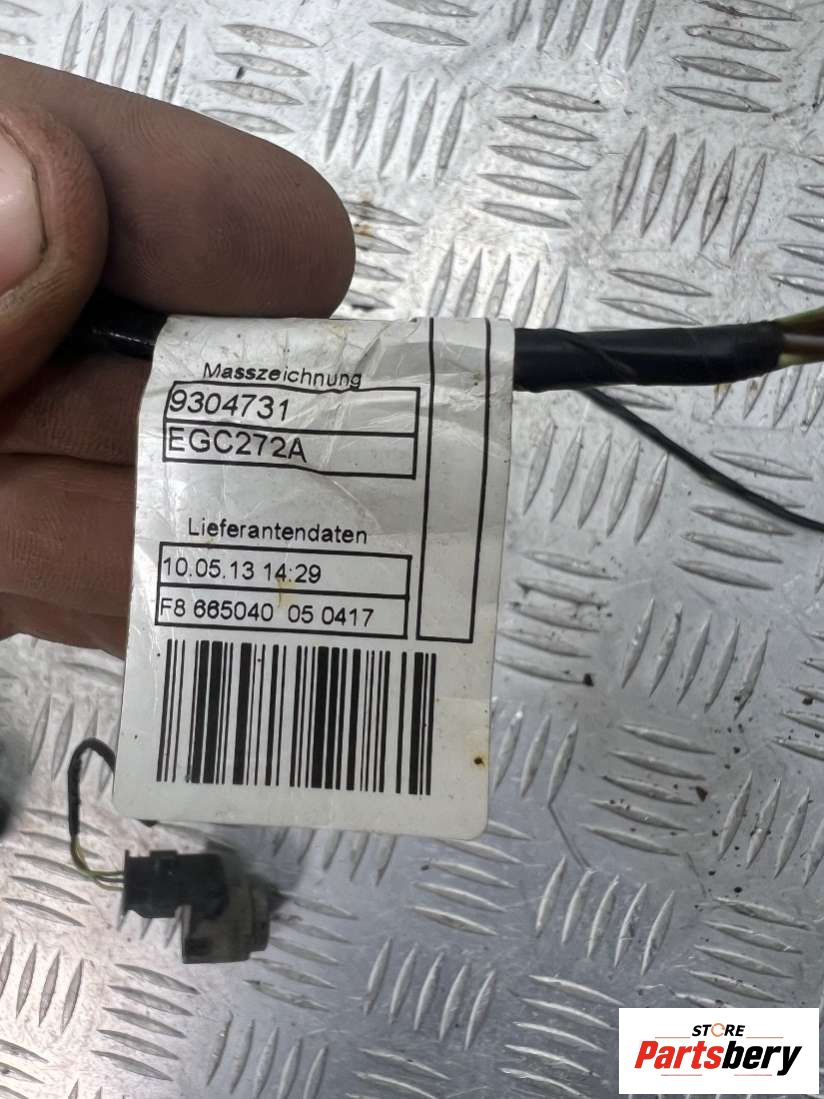 Masszeichnung
9304731
EGC272A
Lieferantendaten
10.05.13 14:29
F8 665040 05 0417
STORE
Partsbery